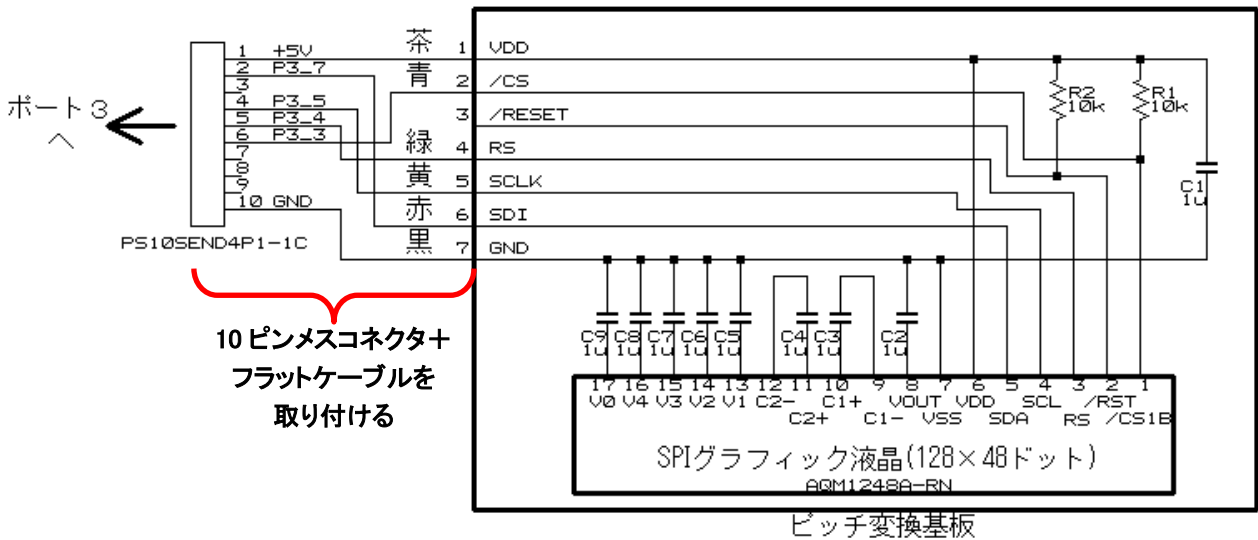 ポート3
へ
1 +5V
2 P3_7
3
4 P3_5
5 P3_4
6 P3_3
7
8
9
10 GND
PS10SEND4P1-1C
茶 1 VDD
青 2 /CS
3 /RESET
緑 4 RS
黄 5 SCLK
赤 6 SDI
黒 7 GND
R2
10k
R1
10k
C1
1u
10ピンメスコネクタ+
フラットケーブルを
取り付ける
C9 C8 C7 C6 C5 C4 C3 C2
1u 1u 1u 1u 1u 1u 1u 1u
17 16 15 14 13 12 11 10 9 8 7 6 5 4 3 2 1
V0 V4 V3 V2 V1 C2- C1+ VOUT VDD SCL /RST
C2+ C1- VSS SDA RS /CS1B
SPIグラフィック液晶(128×48ドット)
AQM1248A-RN
ピッチ変換基板